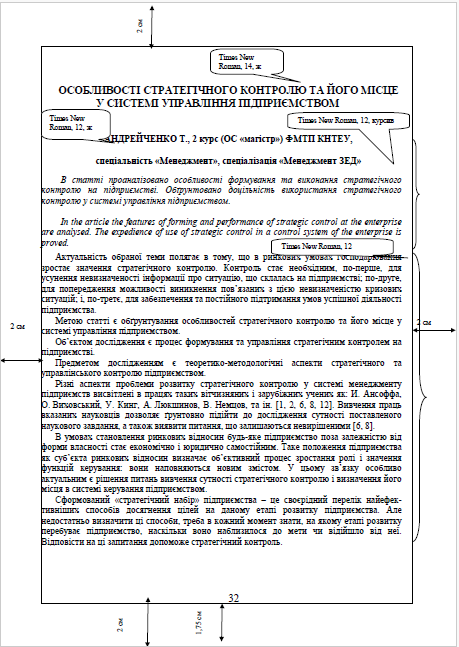 2 см
Times New
Roman, 14, ж
ОСОБЛИВОСТІ СТРАТЕГІЧНОГО КОНТРОЛЮ ТА ЙОГО МІСЦЕ
У СИСТЕМІ УПРАВЛІННЯ ПІДПРИЄМСТВОМ
Times New
Roman, 12, ж
Times New Roman, 12, курсив
АНДРЕЙЧЕНКО Т., 2 курс (ОС «магістр») ФМТП КНТЕУ,
спеціальність «Менеджмент», спеціалізація «Менеджмент ЗЕД»
В статті проаналізовано особливості формування та виконання стратегічного
контролю на підприємстві. Обґрунтовано доцільність використання стратегічного
контролю у системі управління підприємством.
In the article the features of forming and performance of strategic control at the enterprise
are analysed. The expedience of use of strategic control in a control system of the enterprise is
proved.
Times New Roman, 12
Актуальність обраної теми полягає в тому, що в ринкових умовах господарювання
зростає значення стратегічного контролю. Контроль стає необхідним, по-перше, для
усунення невизначеності інформації про ситуацію, що склалась на підприємстві; по-друге,
для попередження можливості виникнення пов’язаних з цією невизначеністю кризових
ситуацій; і, по-третє, для забезпечення та постійного підтримання умов успішної діяльності
підприємства.
Метою статті є обґрунтування особливостей стратегічного контролю та його місце у
системі управління підприємством.
Об’єктом дослідження є процес формування та управління стратегічним контролем на
підприємстві.
Предметом дослідженням є теоретико-методологічні аспекти стратегічного та
управлінського контролю підприємством.
Різні аспекти проблеми розвитку стратегічного контролю у системі менеджменту
підприємств висвітлені в працях таких вітчизняних і зарубіжних учених як: И. Ансоффа,
О. Виховський, У. Кинг, А. Люкшинов, В. Немцов, та ін. [1, 2, 6, 8, 12]. Вивчення праць
вказаних науковців дозволяє ґрунтовно підійти до дослідження сутності поставленого
наукового завдання, а також виявити питання, що залишаються невирішеними [6, 8].
В умовах становлення ринкових відносин будь-яке підприємство поза залежністю від
форми власності стає економічно і юридично самостійним. Таке положення підприємства
як суб’єкта ринкових відносин визначає об’єктивний процес зростання ролі і значення
функцій керування: вони наповняються новим змістом. У цьому зв’язку особливо
актуальним є рішення питань вивчення сутності стратегічного контролю і визначення його
місця в системі керування підприємством.
Сформований «стратегічний набір» підприємства – це своєрідний перелік найефек-
тивніших способів досягнення цілей на даному етапі розвитку підприємства. Але
недостатньо визначити ці способи, треба в кожний момент знати, на якому етапі розвитку
перебуває підприємство, наскільки воно наблизилося до мети чи відійшло від неї.
Відповісти на ці запитання допоможе стратегічний контроль.
2 см
2 см
32
2 см
1,75 см